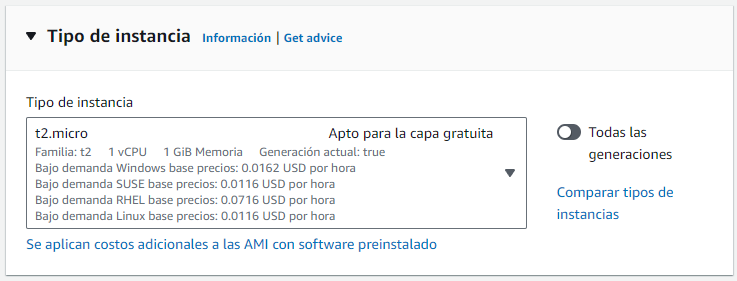 Tipo de instancia Información | Get advice
Tipo de instancia
t2.micro Apto para la capa gratuita
Familia: t2 1 vCPU 1 GiB Memoria Generación actual: true
Bajo demanda Windows base precios: 0.0162 USD por hora
Bajo demanda SUSE base precios: 0.0116 USD por hora
Bajo demanda RHEL base precios: 0.0716 USD por hora
Bajo demanda Linux base precios: 0.0116 USD por hora
Todas las
generaciones
Comparar tipos de
instancias
Se aplican costos adicionales a las AMI con software preinstalado